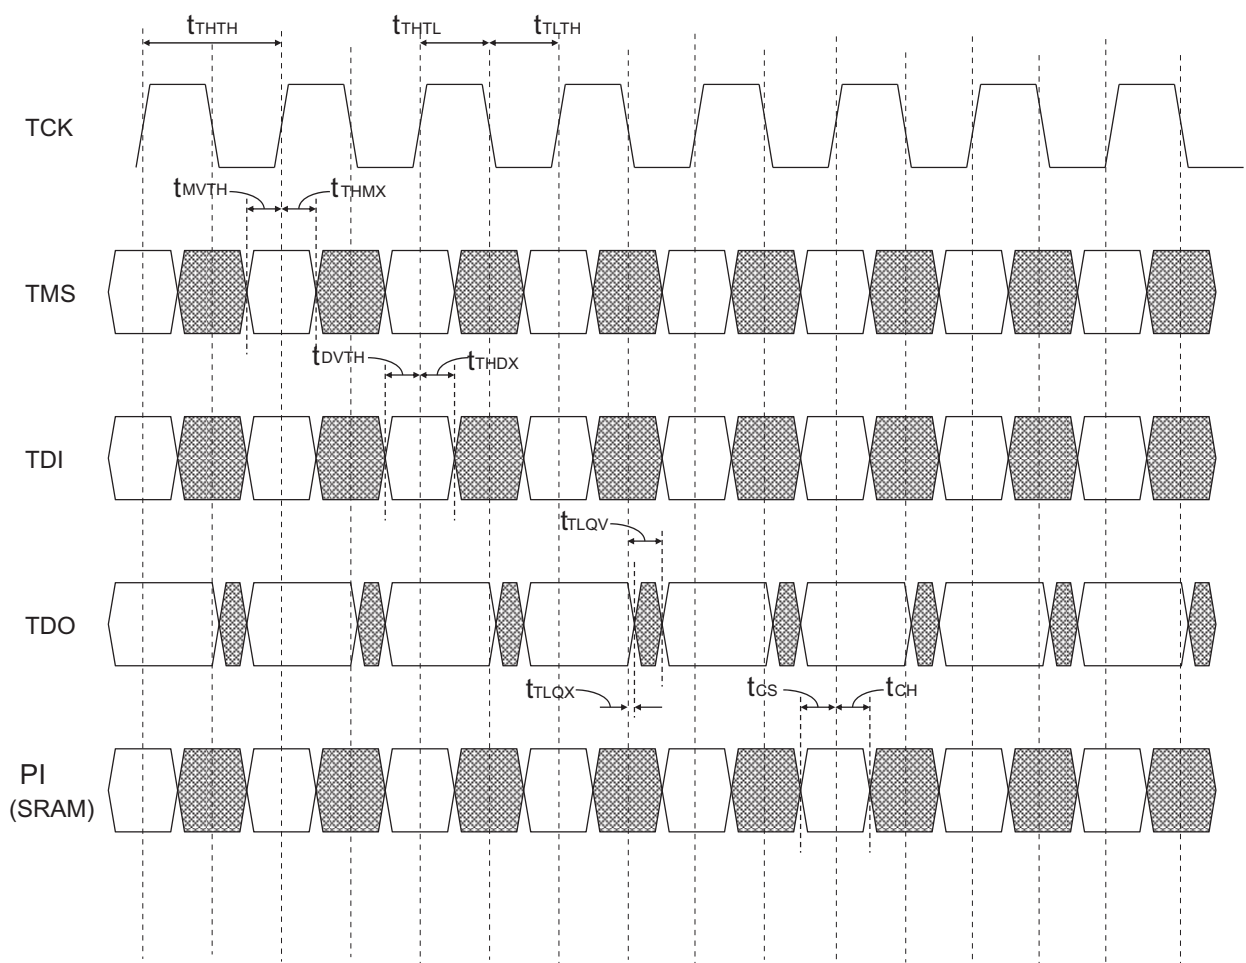 tTHTH tTHTL tTLTH
TCK
tMVTH tTHMX
TMS
tDVTH tTHDX
TDI
tTLQV
TDO
tTLQX tCS tCH
PI
(SRAM)